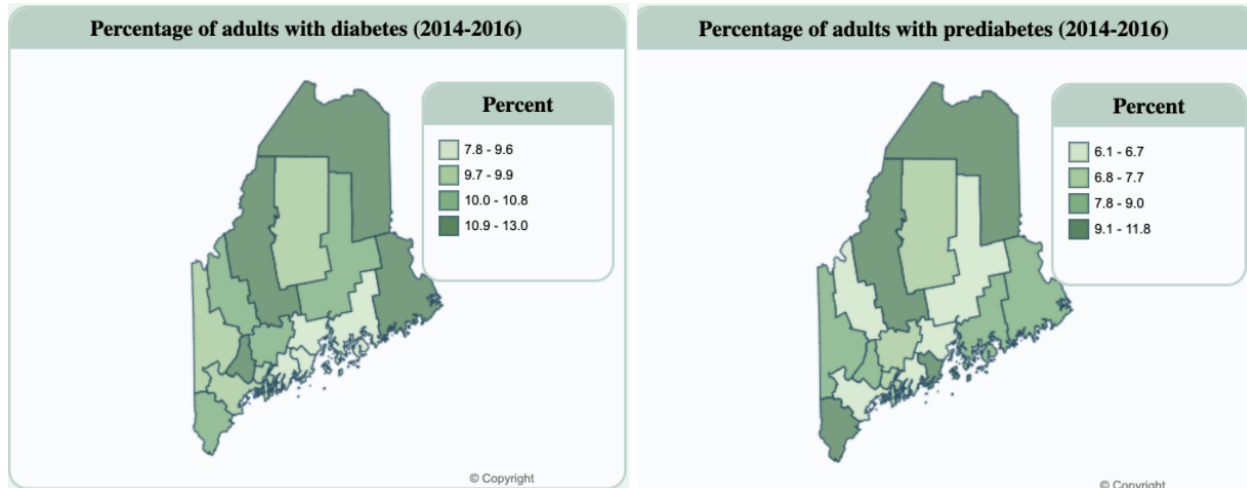 Percentage of adults with diabetes (2014-2016)
Percent
7.8 - 9.6
9.7 - 9.9
10.0 - 10.8
10.9 - 13.0
© Copyright
Percentage of adults with prediabetes (2014-2016)
Percent
6.1 - 6.7
6.8 - 7.7
7.8 - 9.0
9.1 - 11.8
© Copyright